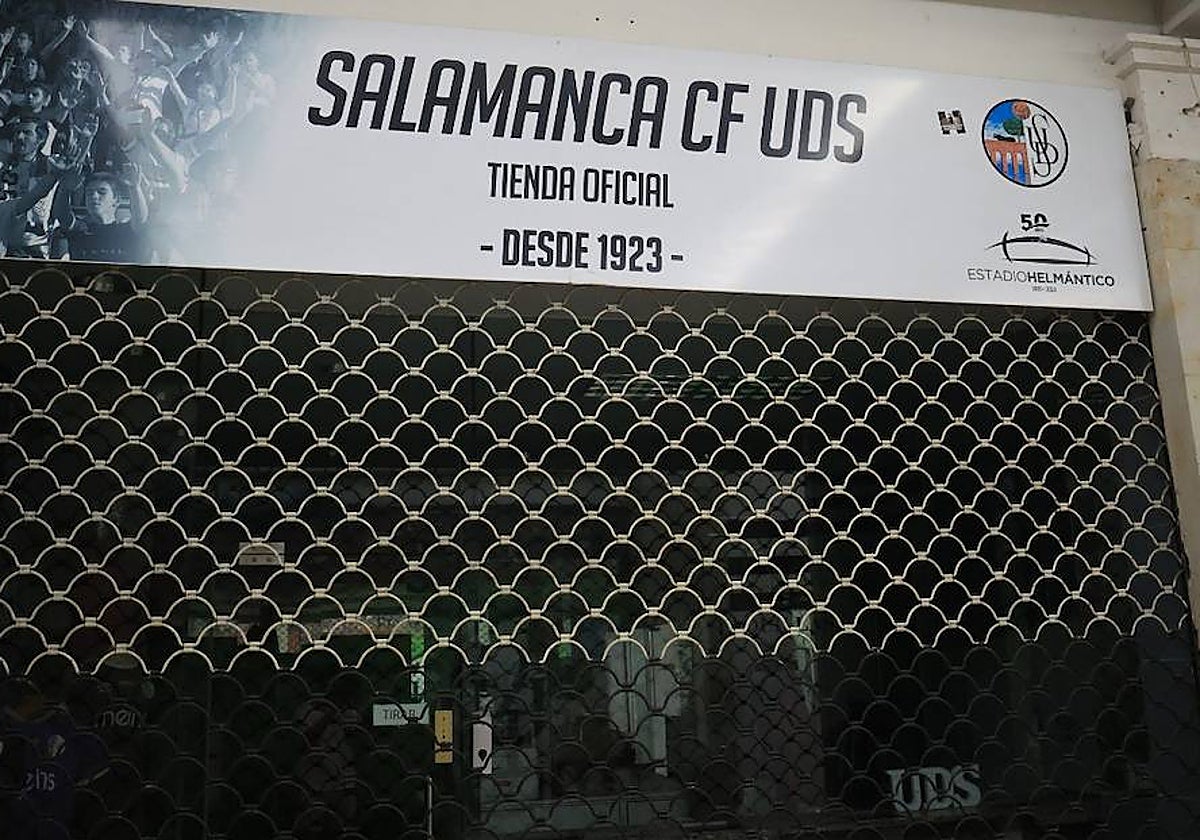 SALAMANCA CF UDS
TIENDA OFICIAL
- DESDE 1923 -
50
ESTADIOHELMÁNTICO
TIRAR
UDS